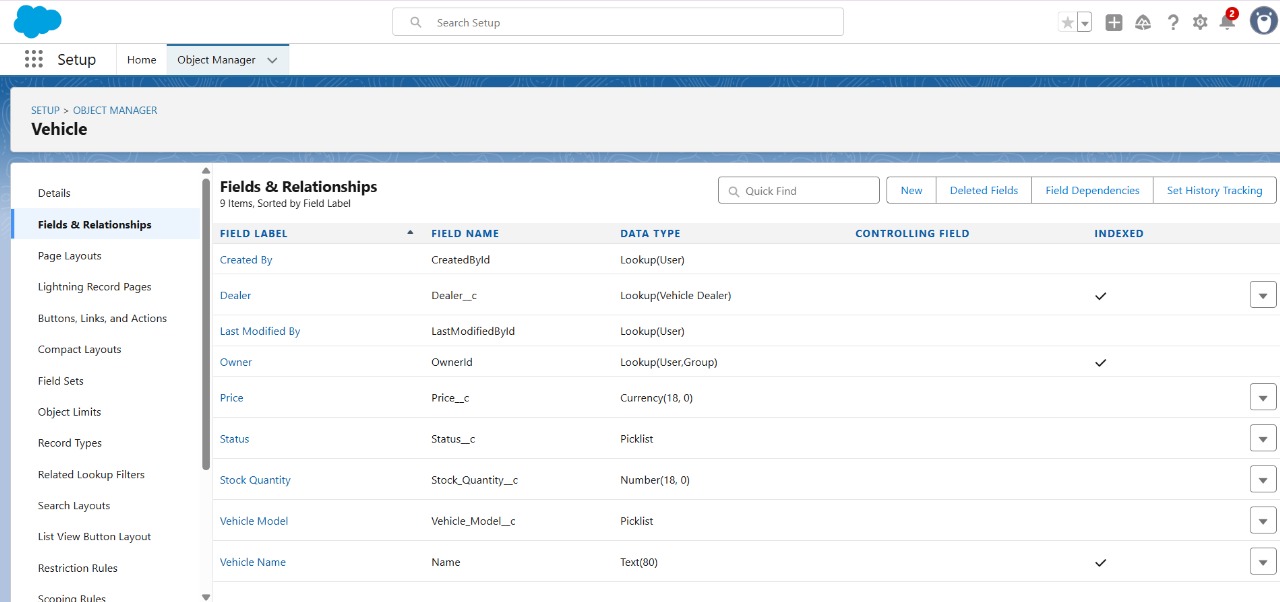 Search Setup
2
Setup
Home
Object Manager
SETUP > OBJECT MANAGER
Vehicle
Details
Fields & Relationships
Page Layouts
Lightning Record Pages
Buttons, Links, and Actions
Compact Layouts
Field Sets
Object Limits
Record Types
Related Lookup Filters
Search Layouts
List View Button Layout
Restriction Rules
Scoping Rules
Fields & Relationships
9 Items, Sorted by Field Label
Quick Find
New
Deleted Fields
Field Dependencies
Set History Tracking
FIELD LABEL FIELD NAME DATA TYPE CONTROLLING FIELD INDEXED
Created By CreatedById Lookup(User)
Dealer Dealer__c Lookup(Vehicle Dealer)
Last Modified By LastModifiedById Lookup(User)
Owner OwnerId Lookup(User,Group)
Price Price__c Currency(18, 0)
Status Status__c Picklist
Stock Quantity Stock_Quantity__c Number(18, 0)
Vehicle Model Vehicle_Model__c Picklist
Vehicle Name Name Text(80)